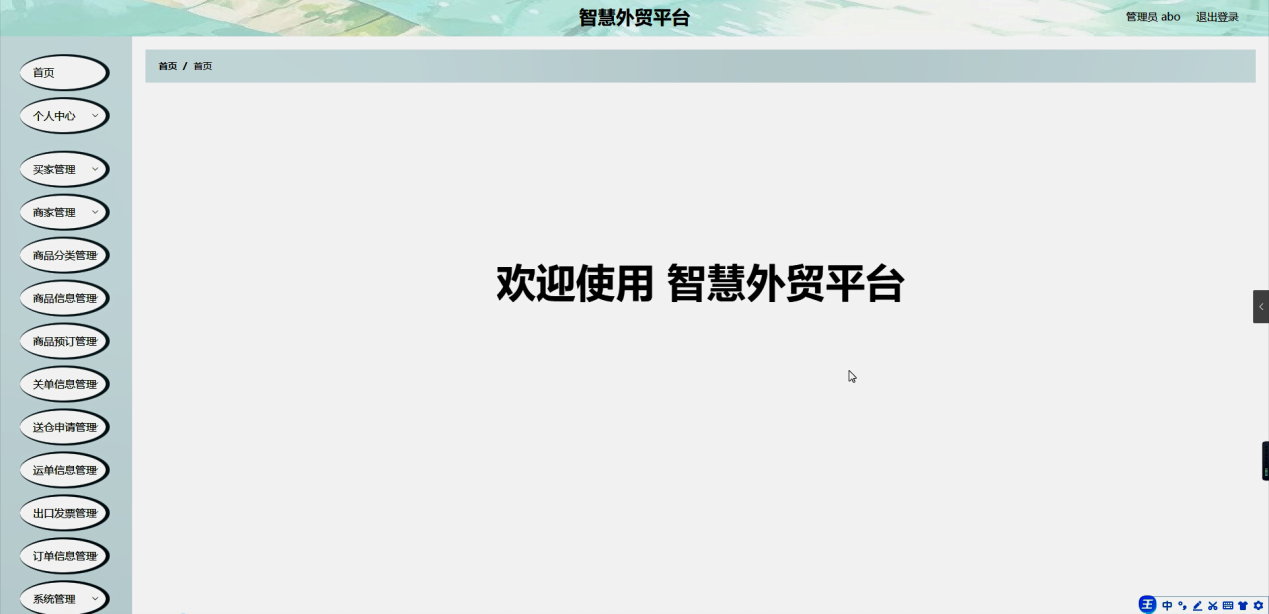 智慧外贸平台
管理员 abo 退出登录
首页
个人中心
买家管理
商家管理
商品分类管理
商品信息管理
商品预订管理
关单信息管理
送仓申请管理
运单信息管理
出口发票管理
订单信息管理
系统管理
首页 / 首页
欢迎使用 智慧外贸平台
王 中